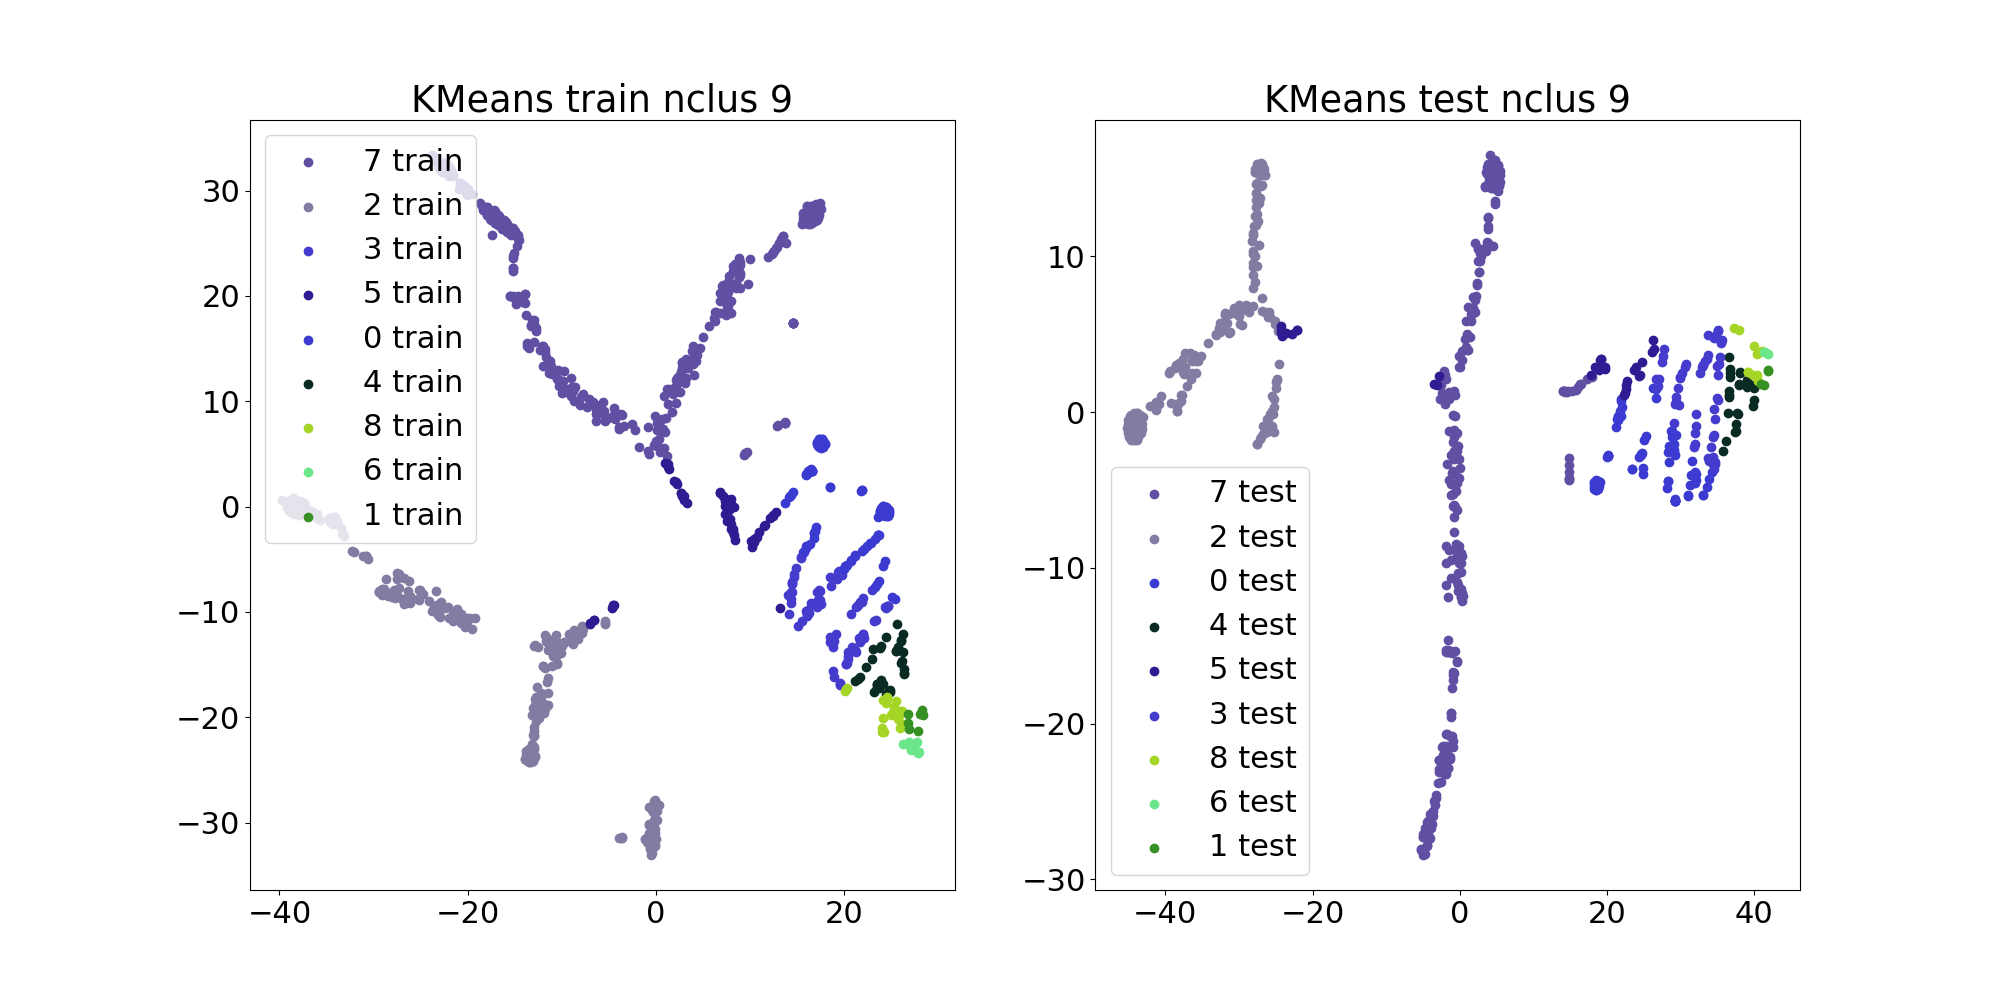 KMeans train nclus 9
30
20
10
0
−10
−20
−30
−40
−20
0
20
7 train
2 train
3 train
5 train
0 train
4 train
8 train
6 train
1 train
KMeans test nclus 9
10
0
−10
−20
−30
−40
−20
0
20
40
7 test
2 test
0 test
4 test
5 test
3 test
8 test
6 test
1 test